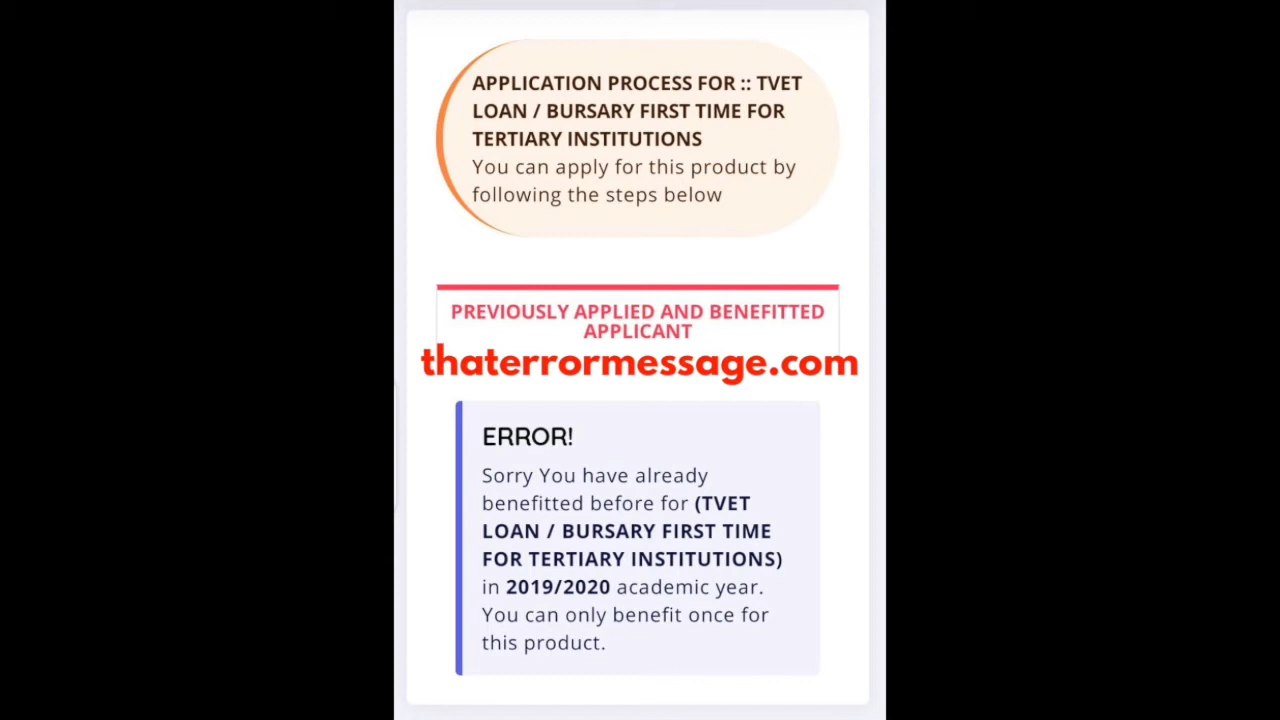 APPLICATION PROCESS FOR :: TVET
LOAN / BURSARY FIRST TIME FOR
TERTIARY INSTITUTIONS
You can apply for this product by
following the steps below
PREVIOUSLY APPLIED AND BENEFITTED
APPLICANT
thaterrormessage.com
ERROR!
Sorry You have already
benefitted before for (TVET
LOAN / BURSARY FIRST TIME
FOR TERTIARY INSTITUTIONS)
in 2019/2020 academic year.
You can only benefit once for
this product.